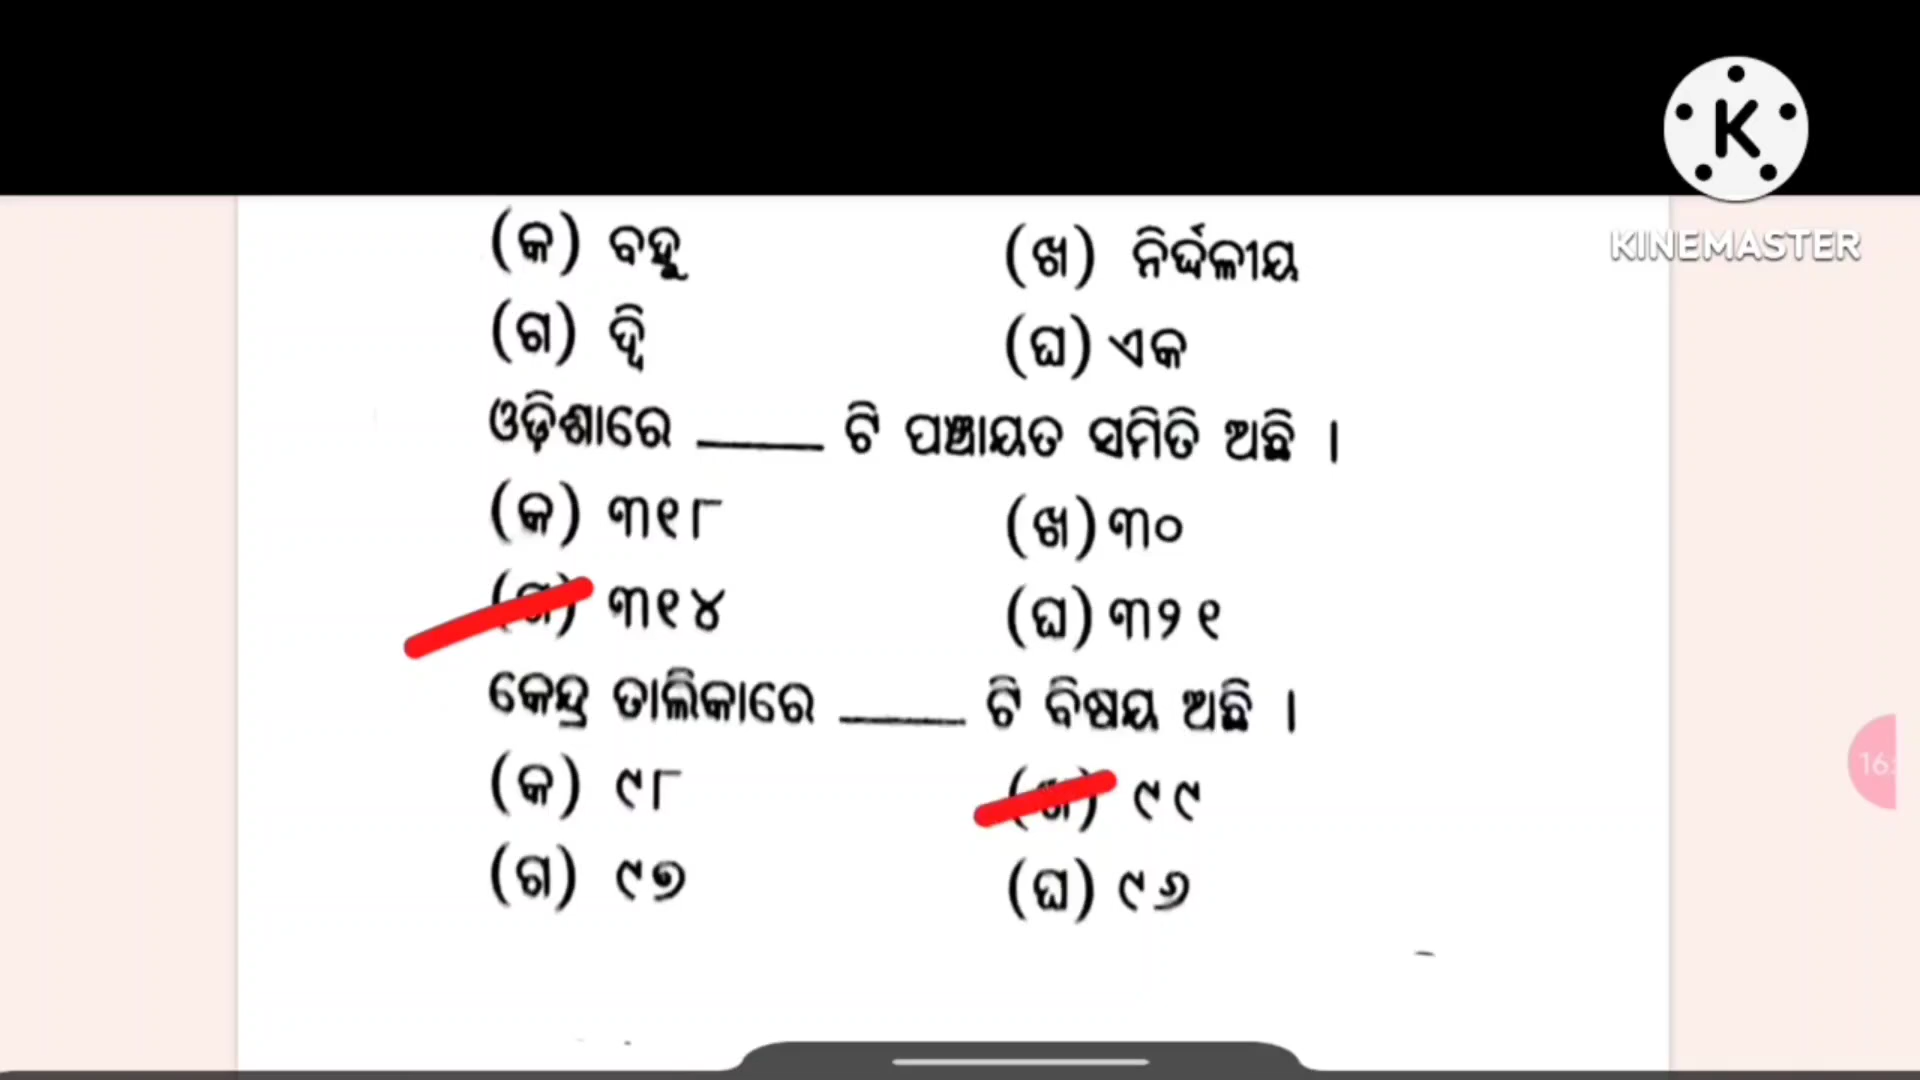 K
KINEMASTER
(କ) ବହୁ (ଖ) ନିର୍ଦ୍ଦଳୀୟ
(ଗ) ଦ୍ୱି (ଘ) ଏକ
ଓଡ଼ିଶାରେ ____ ଟି ପଞ୍ଚାୟତ ସମିତି ଅଛି ।
(କ) ୩୧୮ (ଖ) ୩୦
(ଗ) ୩୧୪ (ଘ) ୩୨୧
କେନ୍ଦ୍ର ତାଲିକାରେ ____ ଟି ବିଷୟ ଅଛି ।
(କ) ୯୮ (ଖ) ୯୯
(ଗ) ୯୭ (ଘ) ୯୬